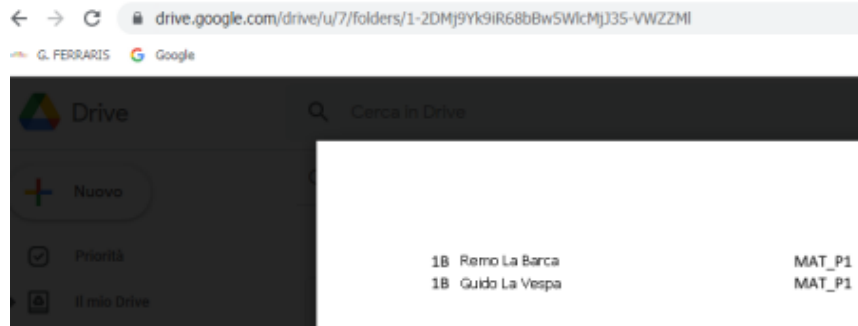 drive.google.com/drive/u/7/folders/1-2DMj9Yk9iR68bBw5WlcMjJ35-VWZZMl
G. FERRARIS Google
Drive Cerca in Drive
Nuovo
Priorità
Il mio Drive
1B Remo La Barca MAT_P1
1B Guido La Vespa MAT_P1